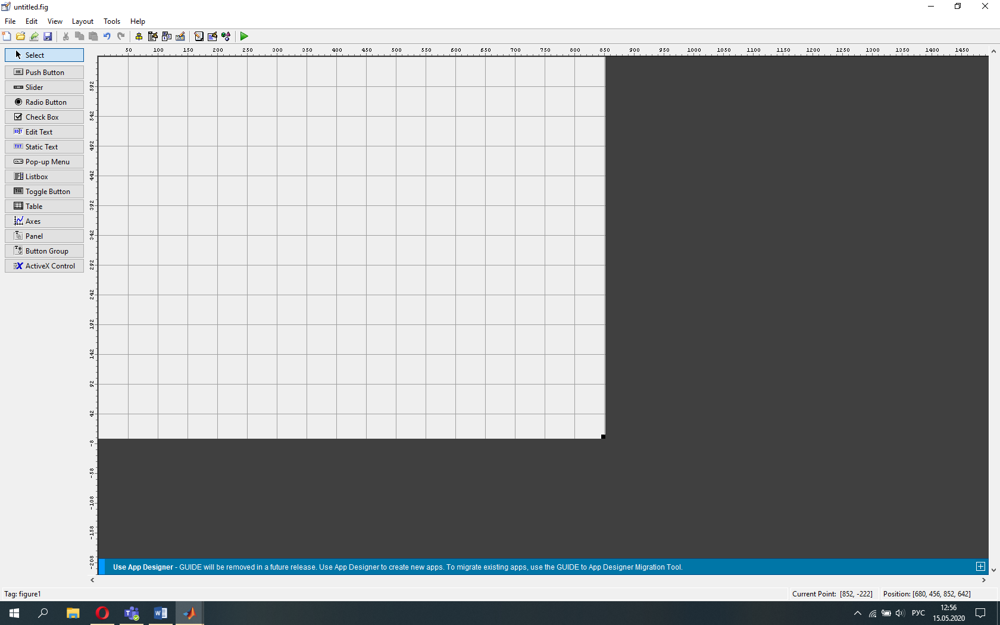 untitled.fig
File Edit View Layout Tools Help
Select
50 100 150 200 250 300 350 400 450 500 550 600 650 700 750 800 850 900 950 1000 1050 1100 1150 1200 1250 1300 1350 1400 1450
Push Button
Slider
Radio Button
Check Box
Edit Text
Static Text
Pop-up Menu
Listbox
Toggle Button
Table
Axes
Panel
Button Group
ActiveX Control
OK
EDIT
TXT
TGL
592
542
492
442
392
342
292
242
192
142
92
42
-8
-58
-108
-158
-208
Use App Designer - GUIDE will be removed in a future release. Use App Designer to create new apps. To migrate existing apps, use the GUIDE to App Designer Migration Tool.
Tag: figure1
Current Point: [852, -222]
Position: [680, 456, 852, 642]
РУС
12:56
15.05.2020